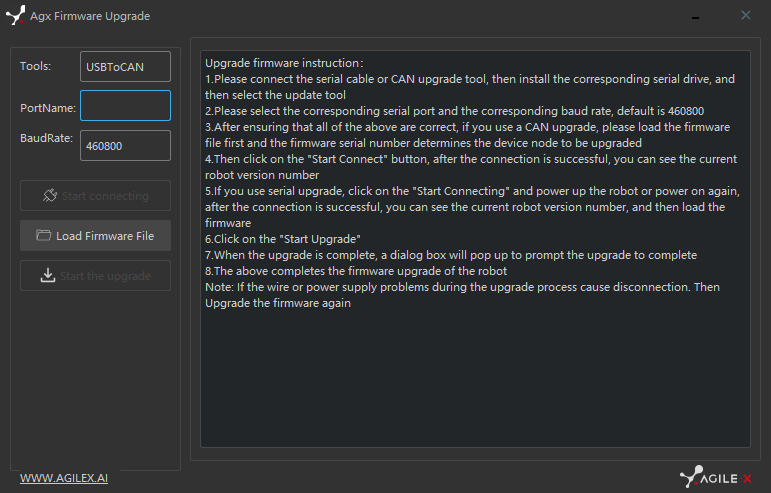 Agx Firmware Upgrade
Tools:
USBToCAN
PortName:
BaudRate:
460800
Start connecting
Load Firmware File
Start the upgrade
WWW.AGILEX.AI
Upgrade firmware instruction:
1.Please connect the serial cable or CAN upgrade tool, then install the corresponding serial drive, and
then select the update tool
2.Please select the corresponding serial port and the corresponding baud rate, default is 460800
3.After ensuring that all of the above are correct, if you use a CAN upgrade, please load the firmware
file first and the firmware serial number determines the device node to be upgraded
4.Then click on the "Start Connect" button, after the connection is successful, you can see the current
robot version number
5.If you use serial upgrade, click on the "Start Connecting" and power up the robot or power on again,
after the connection is successful, you can see the current robot version number, and then load the
firmware
6.Click on the "Start Upgrade"
7.When the upgrade is complete, a dialog box will pop up to prompt the upgrade to complete
8.The above completes the firmware upgrade of the robot
Note: If the wire or power supply problems during the upgrade process cause disconnection. Then
Upgrade the firmware again
AGILE·X